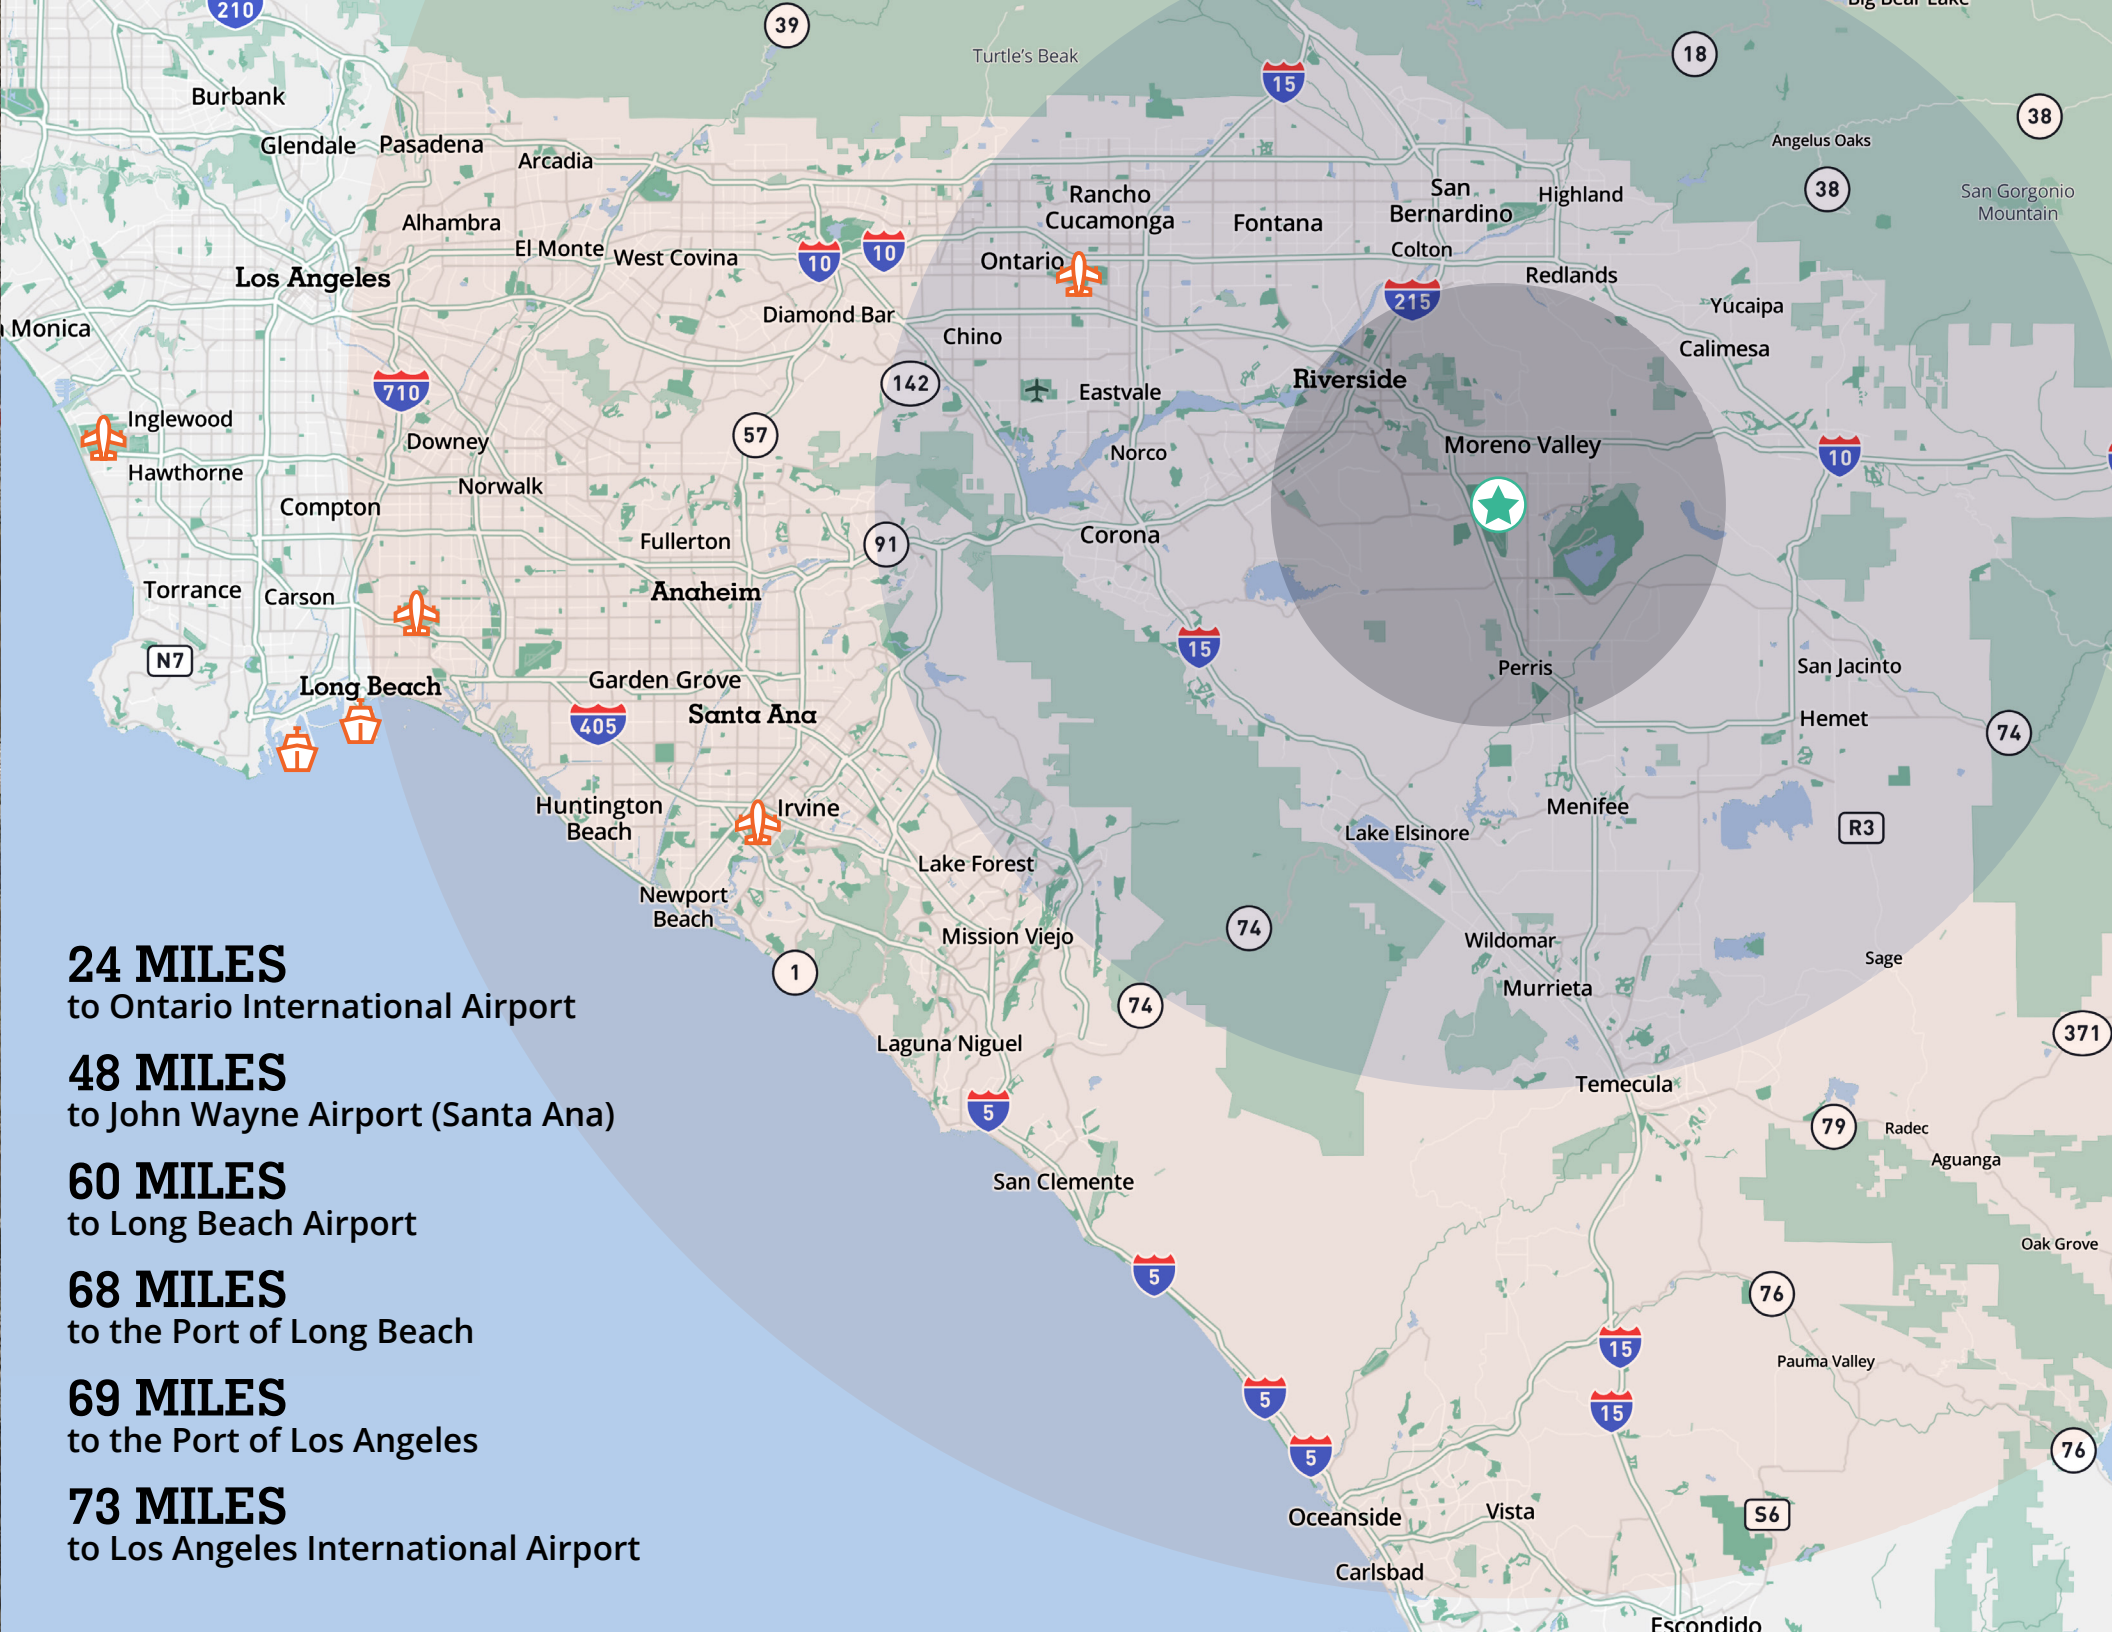 210
39
Turtle's Beak
15
18
Big Bear Lake
38
Burbank
Glendale
Pasadena
Arcadia
Angelus Oaks
38
San Gorgonio
Mountain
Alhambra
El Monte
West Covina
10
10
Rancho
Cucamonga
Fontana
San
Bernardino
Highland
Colton
Ontario
Redlands
Los Angeles
215
Yucaipa
Monica
Diamond Bar
Chino
Calimesa
710
142
Eastvale
Riverside
Inglewood
57
Downey
Norco
Moreno Valley
10
Hawthorne
Norwalk
Compton
Fullerton
91
Corona
Torrance
Carson
Anaheim
N7
15
Perris
San Jacinto
Long Beach
Garden Grove
Santa Ana
405
Hemet
74
Huntington
Beach
Irvine
Menifee
Lake Elsinore
R3
Lake Forest
Newport
Beach
Mission Viejo
74
Wildomar
Sage
1
74
Murrieta
371
Laguna Niguel
Temecula
5
79
Radec
Aguanga
San Clemente
Oak Grove
5
76
15
Pauma Valley
5
15
5
76
Oceanside
Vista
S6
Carlsbad
Escondido
24 MILES
to Ontario International Airport
48 MILES
to John Wayne Airport (Santa Ana)
60 MILES
to Long Beach Airport
68 MILES
to the Port of Long Beach
69 MILES
to the Port of Los Angeles
73 MILES
to Los Angeles International Airport